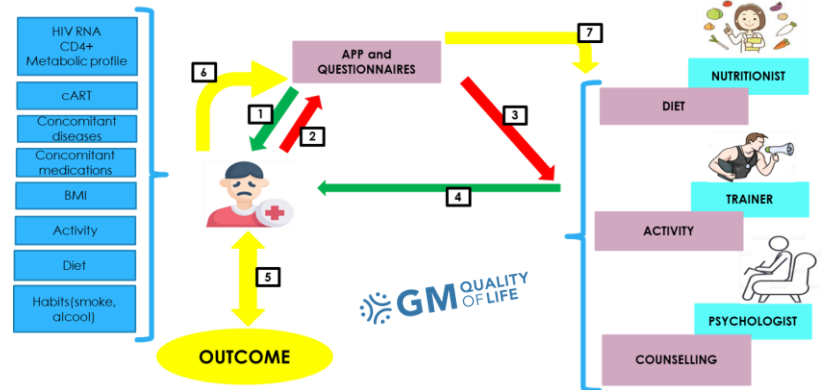 HIV RNA
CD4+
Metabolic profile
cART
Concomitant
diseases
Concomitant
medications
BMI
Activity
Diet
Habits(smoke,
alcool)
6
1
2
APP and
QUESTIONNAIRES
3
4
5
OUTCOME
GM QUALITY
OF LIFE
7
NUTRITIONIST
DIET
TRAINER
ACTIVITY
PSYCHOLOGIST
COUNSELLING